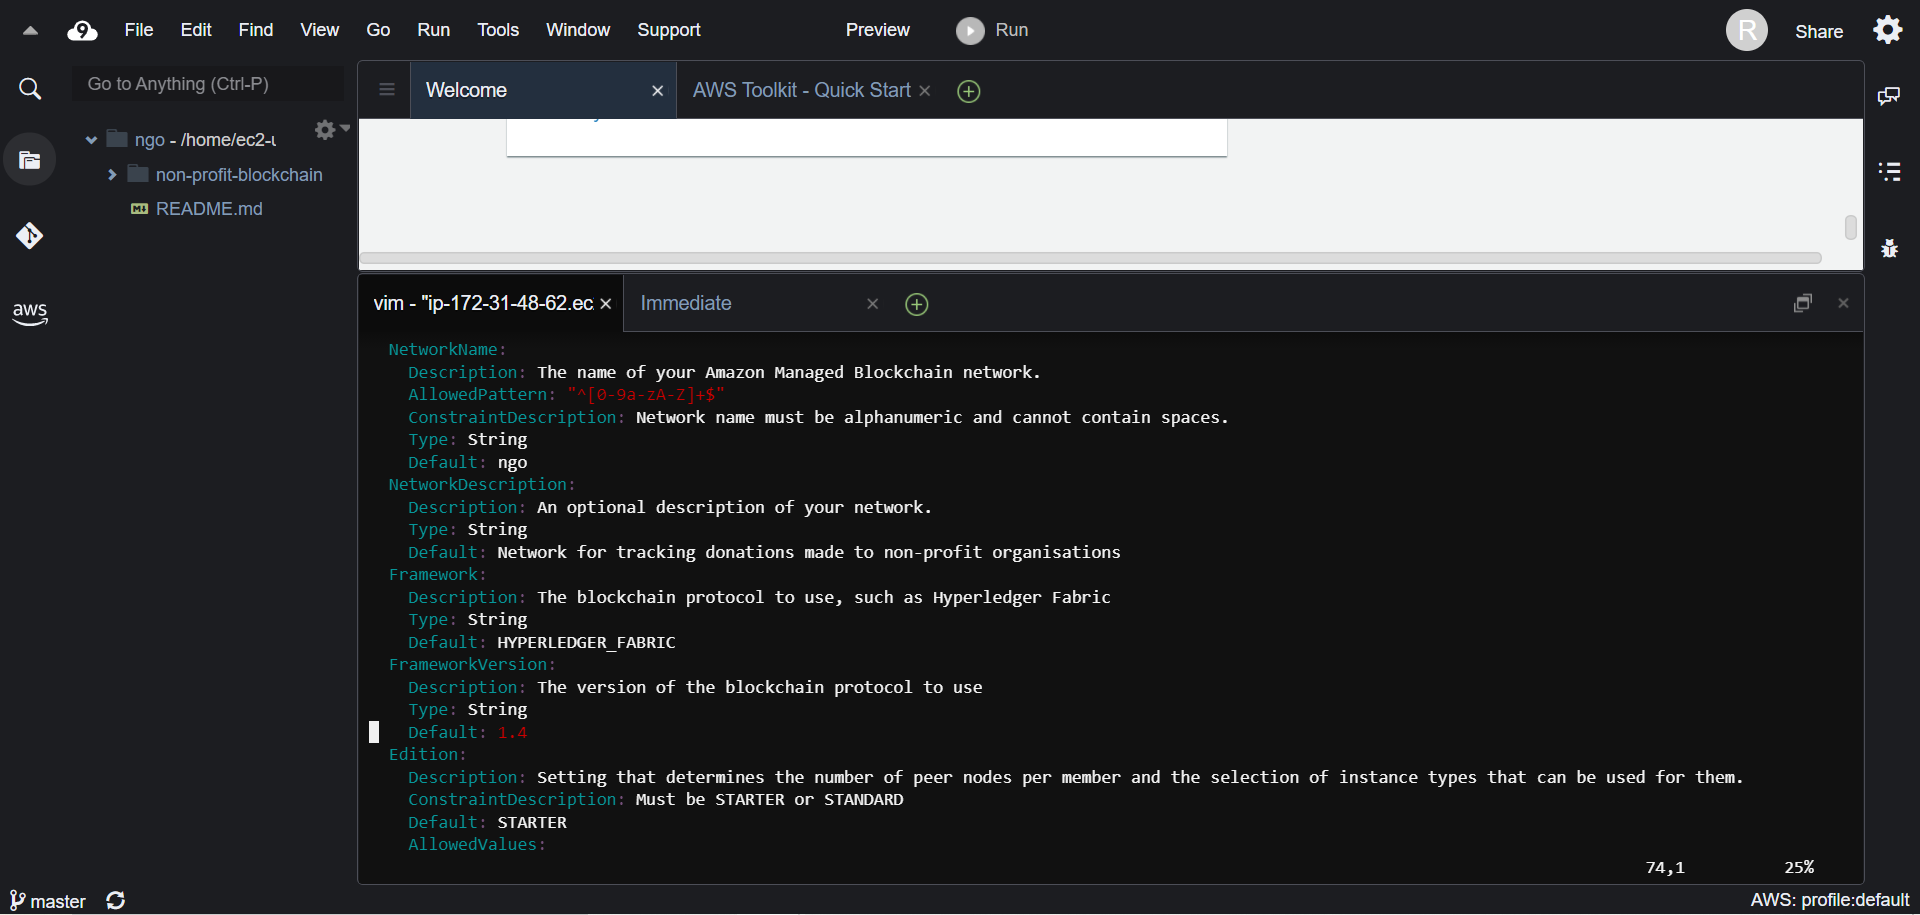 9 File Edit Find View Go Run Tools Window Support Preview Run R Share
Go to Anything (Ctrl-P)
Welcome AWS Toolkit - Quick Start
ngo - /home/ec2-u
non-profit-blockchain
M↓ README.md
aws
vim - "ip-172-31-48-62.ec Immediate
NetworkName:
Description: The name of your Amazon Managed Blockchain network.
AllowedPattern: "^[0-9a-zA-Z]+$"
ConstraintDescription: Network name must be alphanumeric and cannot contain spaces.
Type: String
Default: ngo
NetworkDescription:
Description: An optional description of your network.
Type: String
Default: Network for tracking donations made to non-profit organisations
Framework:
Description: The blockchain protocol to use, such as Hyperledger Fabric
Type: String
Default: HYPERLEDGER_FABRIC
FrameworkVersion:
Description: The version of the blockchain protocol to use
Type: String
Default: 1.4
Edition:
Description: Setting that determines the number of peer nodes per member and the selection of instance types that can be used for them.
ConstraintDescription: Must be STARTER or STANDARD
Default: STARTER
AllowedValues:
74,1 25%
master AWS: profile:default